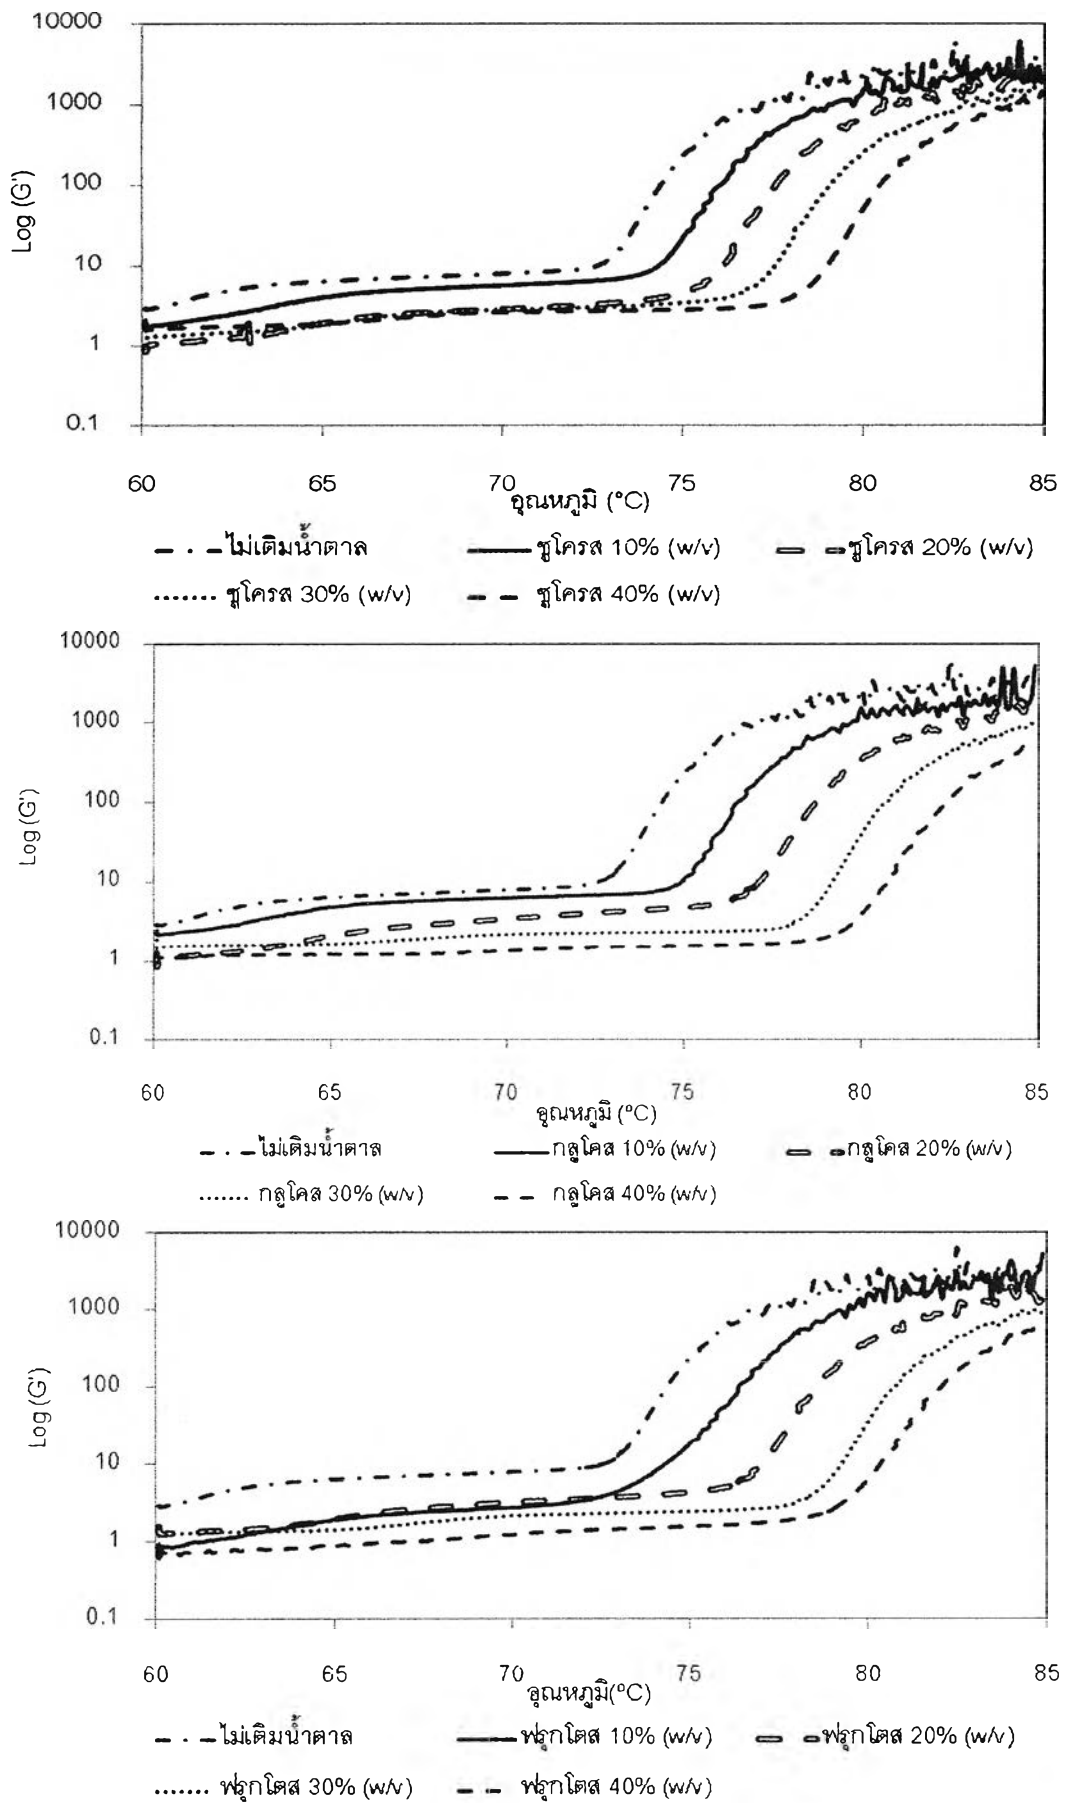 10000
1000
100
10
1
0.1
Log (G')
60 65 70 75 80 85
อุณหภูมิ (°C)
ไม่เติมน้ำตาล ซูโครส 10% (w/v) ซูโครส 20% (w/v)
ซูโครส 30% (w/v) ซูโครส 40% (w/v)
10000
1000
100
10
1
0.1
Log (G')
60 65 70 75 80 85
อุณหภูมิ (°C)
ไม่เติมน้ำตาล กลูโคส 10% (w/v) กลูโคส 20% (w/v)
กลูโคส 30% (w/v) กลูโคส 40% (w/v)
10000
1000
100
10
1
0.1
Log (G')
60 65 70 75 80 85
อุณหภูมิ(°C)
ไม่เติมน้ำตาล ฟรุกโตส 10% (w/v) ฟรุกโตส 20% (w/v)
ฟรุกโตส 30% (w/v) ฟรุกโตส 40% (w/v)